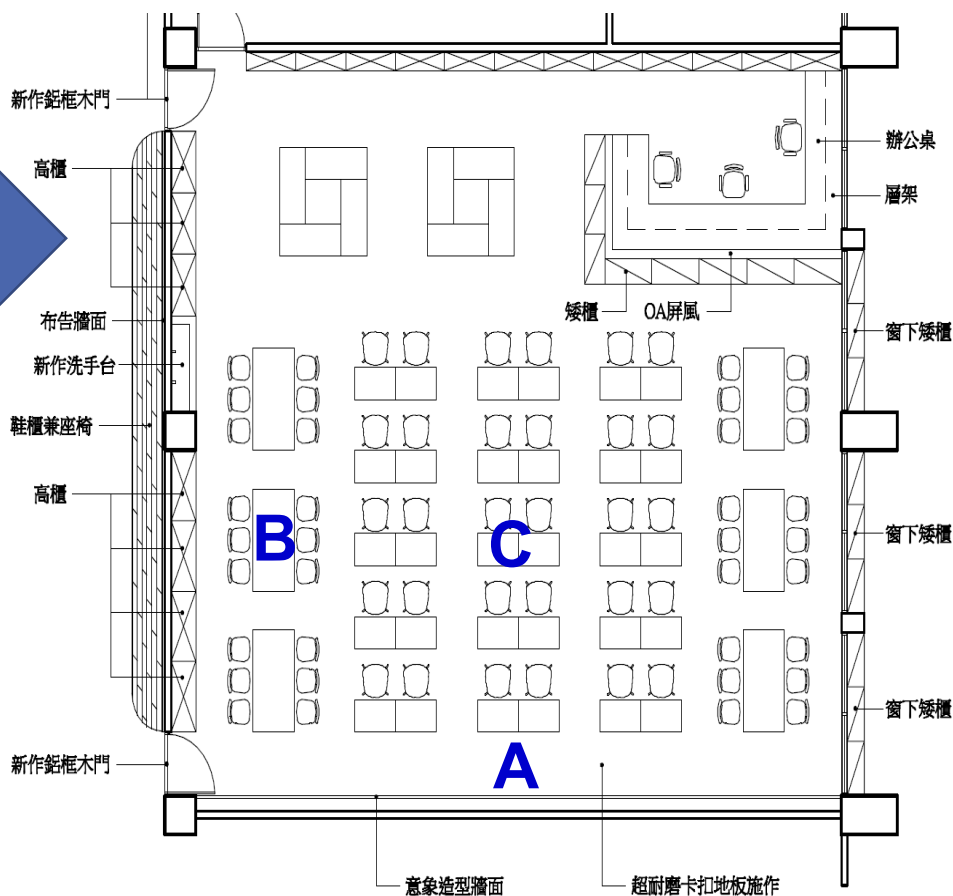 新作鋁框木門
高櫃
布告牆面
新作洗手台
鞋櫃兼座椅
高櫃
新作鋁框木門
辦公桌
層架
矮櫃
OA屏風
窗下矮櫃
窗下矮櫃
窗下矮櫃
B
C
A
意象造型牆面
超耐磨卡扣地板施作